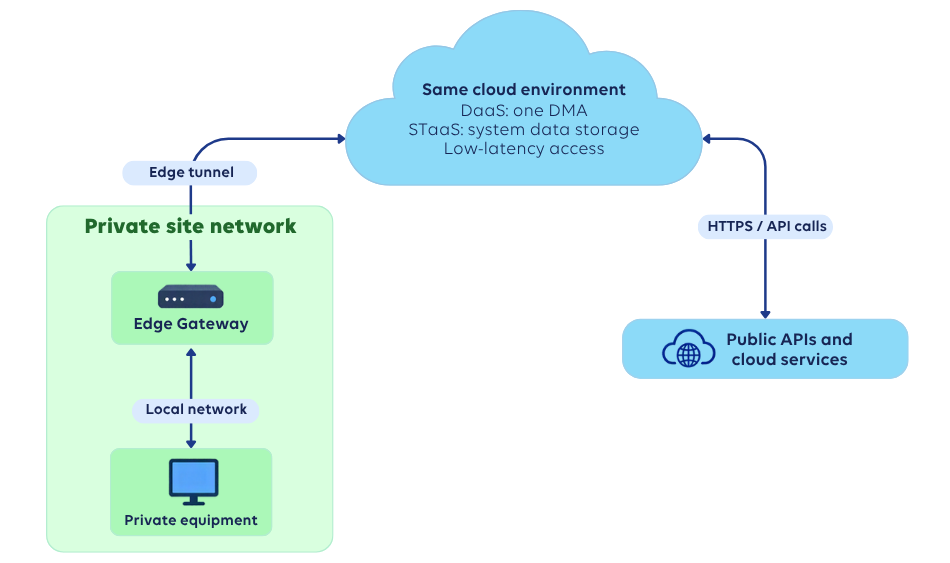 Same cloud environment
DaaS: one DMA
STaaS: system data storage
Low-latency access
Edge tunnel
Private site network
HTTPS / API calls
Edge Gateway
Public APIs and
cloud services
Local network
Private equipment